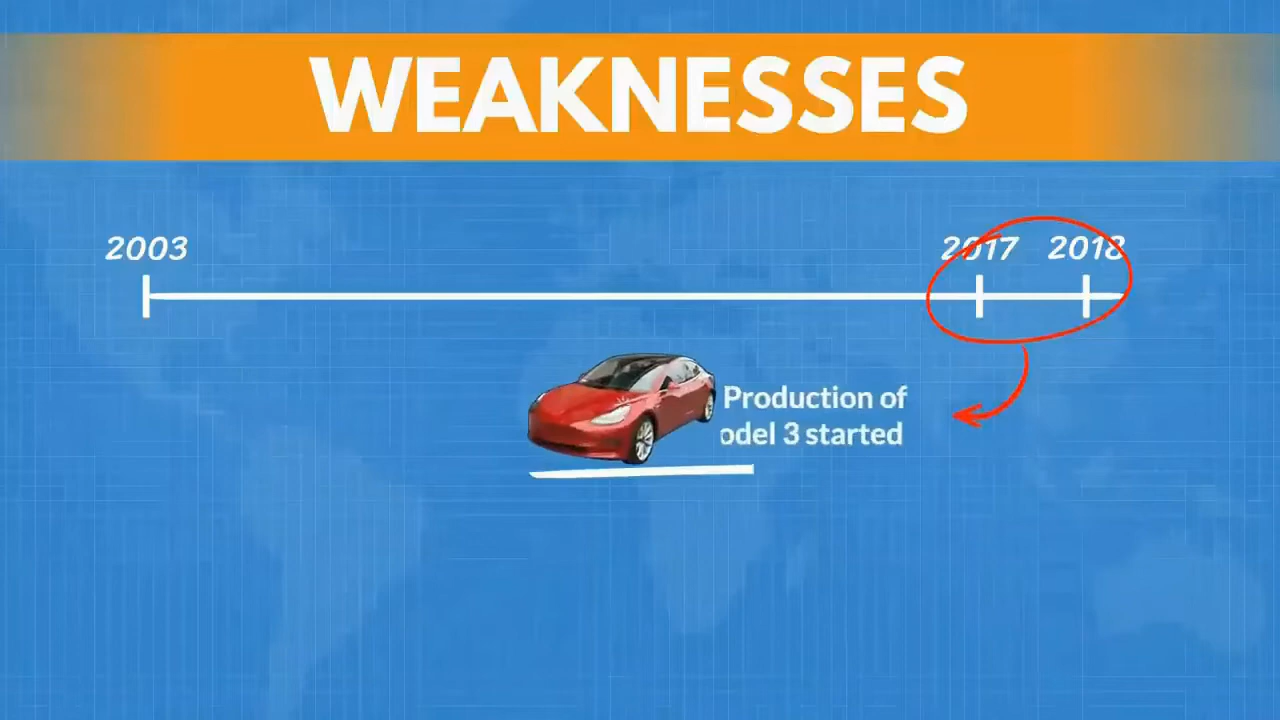 WEAKNESSES
2003 2017 2018
Production of
odel 3 started